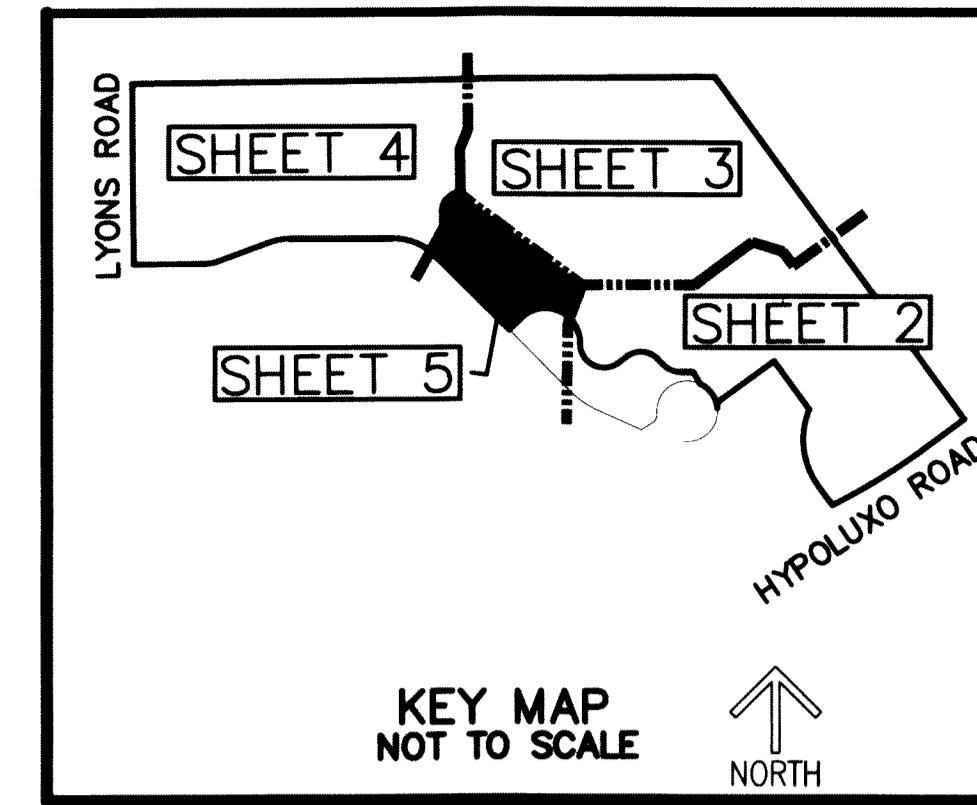 LYONS ROAD
SHEET 4
SHEET 3
SHEET 2
SHEET 5
HYPOLUXO ROAD
KEY MAP
NOT TO SCALE
NORTH